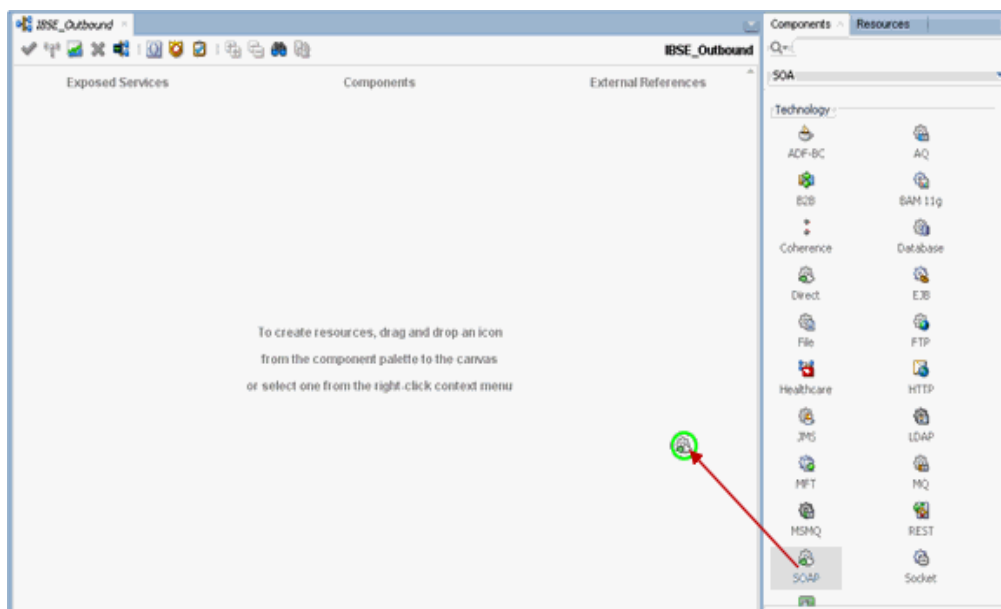 IBSE_Outbound
IBSE_Outbound
Exposed Services
Components
External References
To create resources, drag and drop an icon
from the component palette to the canvas
or select one from the right-click context menu
Components
Resources
SOA
Technology
ADF-BC
AQ
B2B
BAM 11g
Coherence
Database
Direct
EJB
File
FTP
Healthcare
HTTP
JMS
LDAP
MFT
MQ
MSMQ
REST
SOAP
Socket